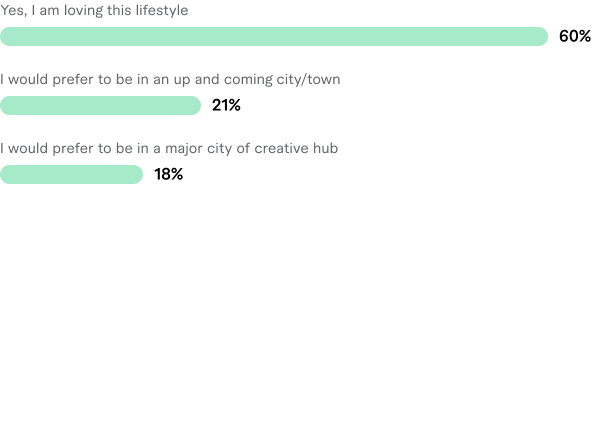 Yes, I am loving this lifestyle
60%
I would prefer to be in an up and coming city/town
21%
I would prefer to be in a major city of creative hub
18%